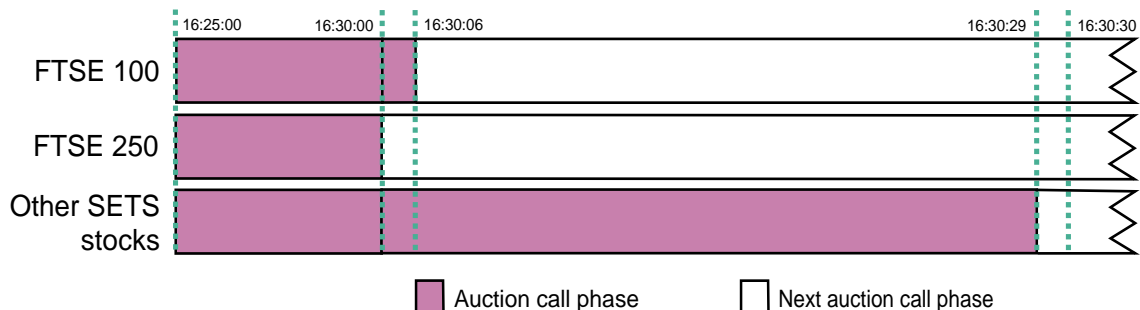 16:25:00 16:30:00 16:30:06 16:30:29 16:30:30
FTSE 100
FTSE 250
Other SETS
stocks
Auction call phase Next auction call phase